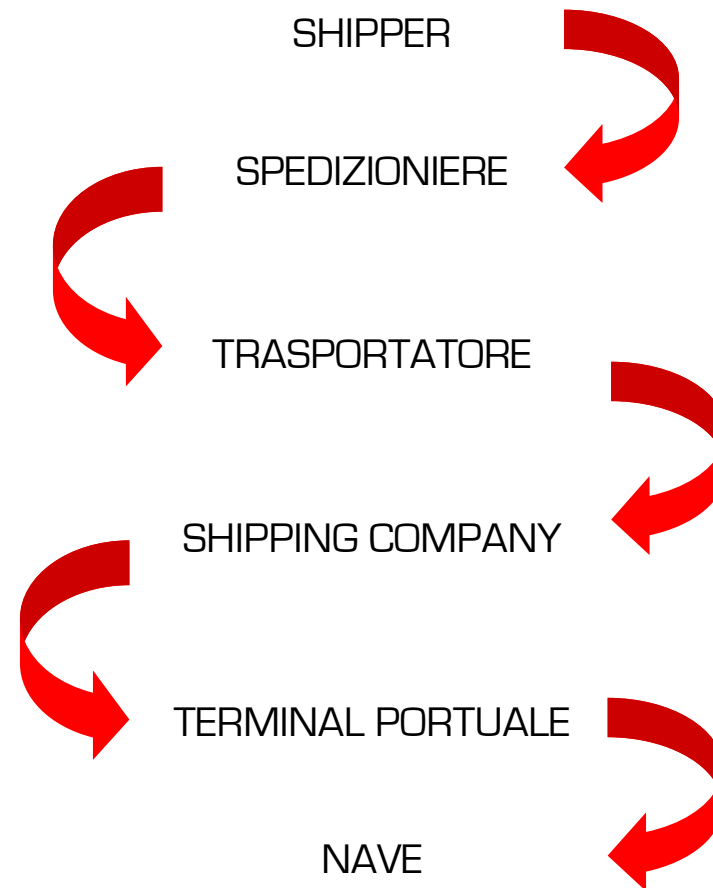 SHIPPER
SPEDIZIONIERE
TRASPORTATORE
SHIPPING COMPANY
TERMINAL PORTUALE
NAVE